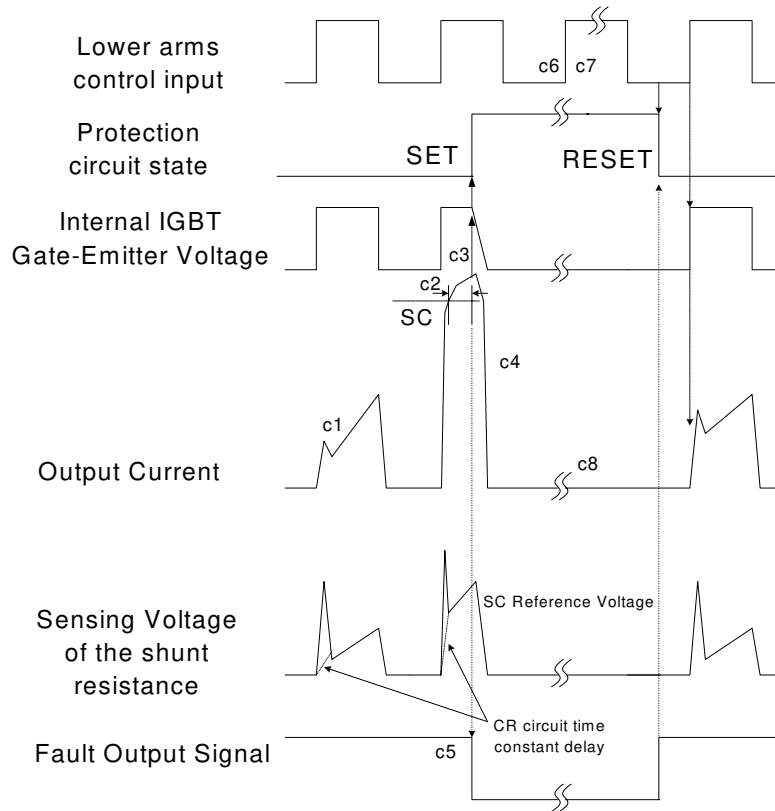 Lower arms
control input
c6 c7
Protection
circuit state
SET
RESET
Internal IGBT
Gate-Emitter Voltage
c3
c2
SC
c4
c1
Output Current
c8
SC Reference Voltage
Sensing Voltage
of the shunt
resistance
CR circuit time
constant delay
c5
Fault Output Signal